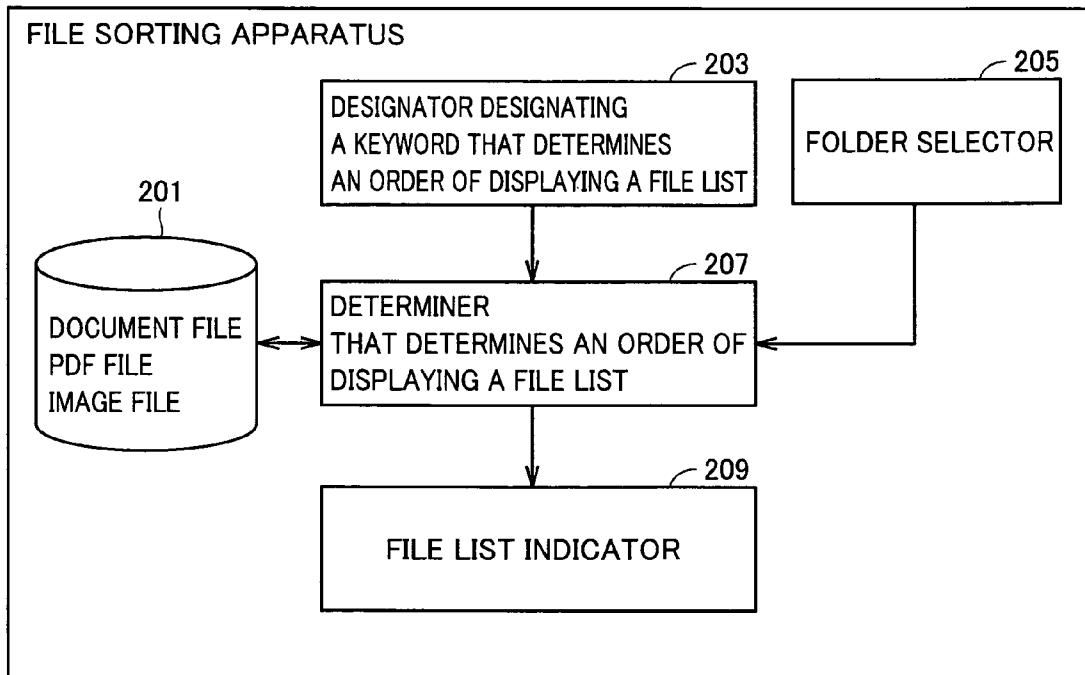 FILE SORTING APPARATUS
203
DESIGNATOR DESIGNATING
A KEYWORD THAT DETERMINES
AN ORDER OF DISPLAYING A FILE LIST
205
FOLDER SELECTOR
201
DOCUMENT FILE
PDF FILE
IMAGE FILE
207
DETERMINER
THAT DETERMINES AN ORDER OF
DISPLAYING A FILE LIST
209
FILE LIST INDICATOR